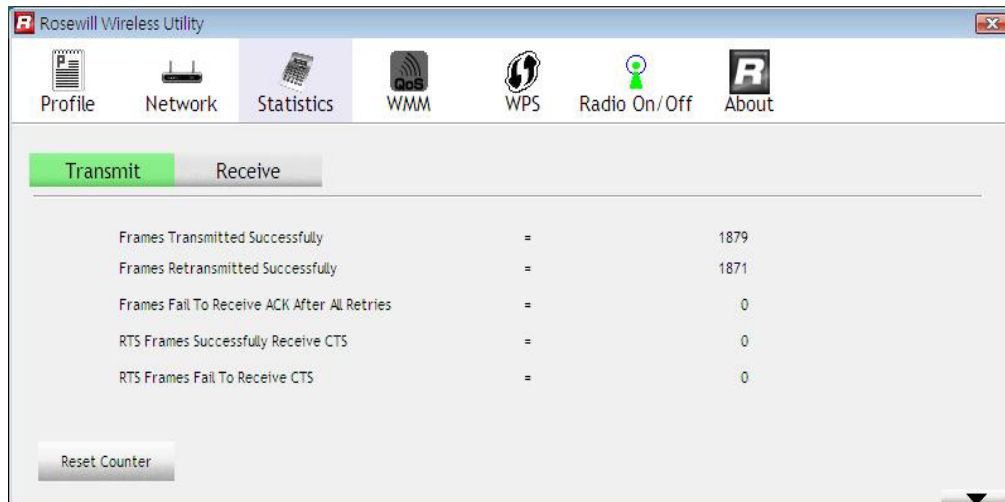 R Rosewill Wireless Utility
P
QoS
R
Profile Network Statistics WMM WPS Radio On/Off About
Transmit Receive
Frames Transmitted Successfully = 1879
Frames Retransmitted Successfully = 1871
Frames Fail To Receive ACK After All Retries = 0
RTS Frames Successfully Receive CTS = 0
RTS Frames Fail To Receive CTS = 0
Reset Counter